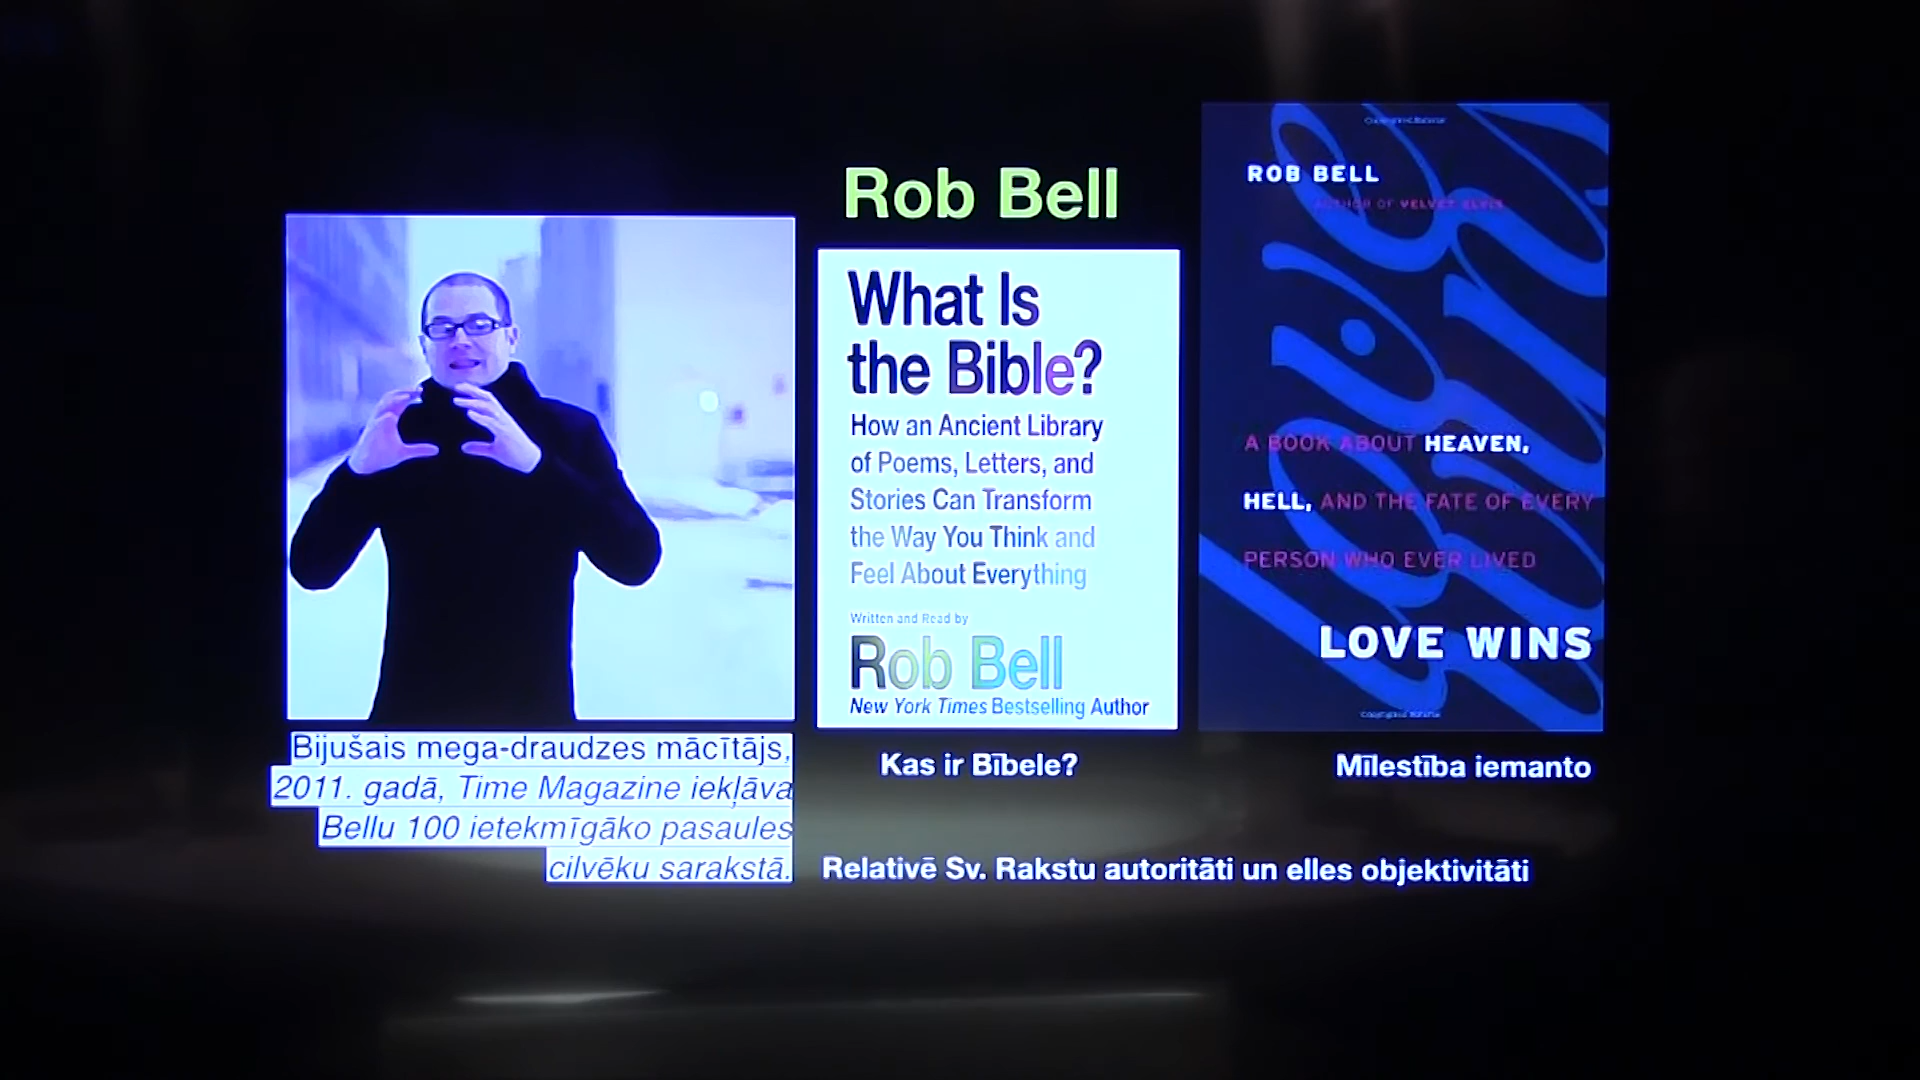 Rob Bell
What Is
the Bible?
How an Ancient Library
of Poems, Letters, and
Stories Can Transform
the Way You Think and
Feel About Everything
Written and Read by
Rob Bell
New York Times Bestselling Author
ROB BELL
AUTHOR OF VELVET ELVIS
A BOOK ABOUT HEAVEN,
HELL, AND THE FATE OF EVERY
PERSON WHO EVER LIVED
LOVE WINS
Bijušais mega-draudzes mācītājs,
2011. gadā, Time Magazine iekļāva
Bellu 100 ietekmīgāko pasaules
cilvēku sarakstā.
Kas ir Bībele?
Mīlestība iemanto
Relativē Sv. Rakstu autoritāti un elles objektivitāti